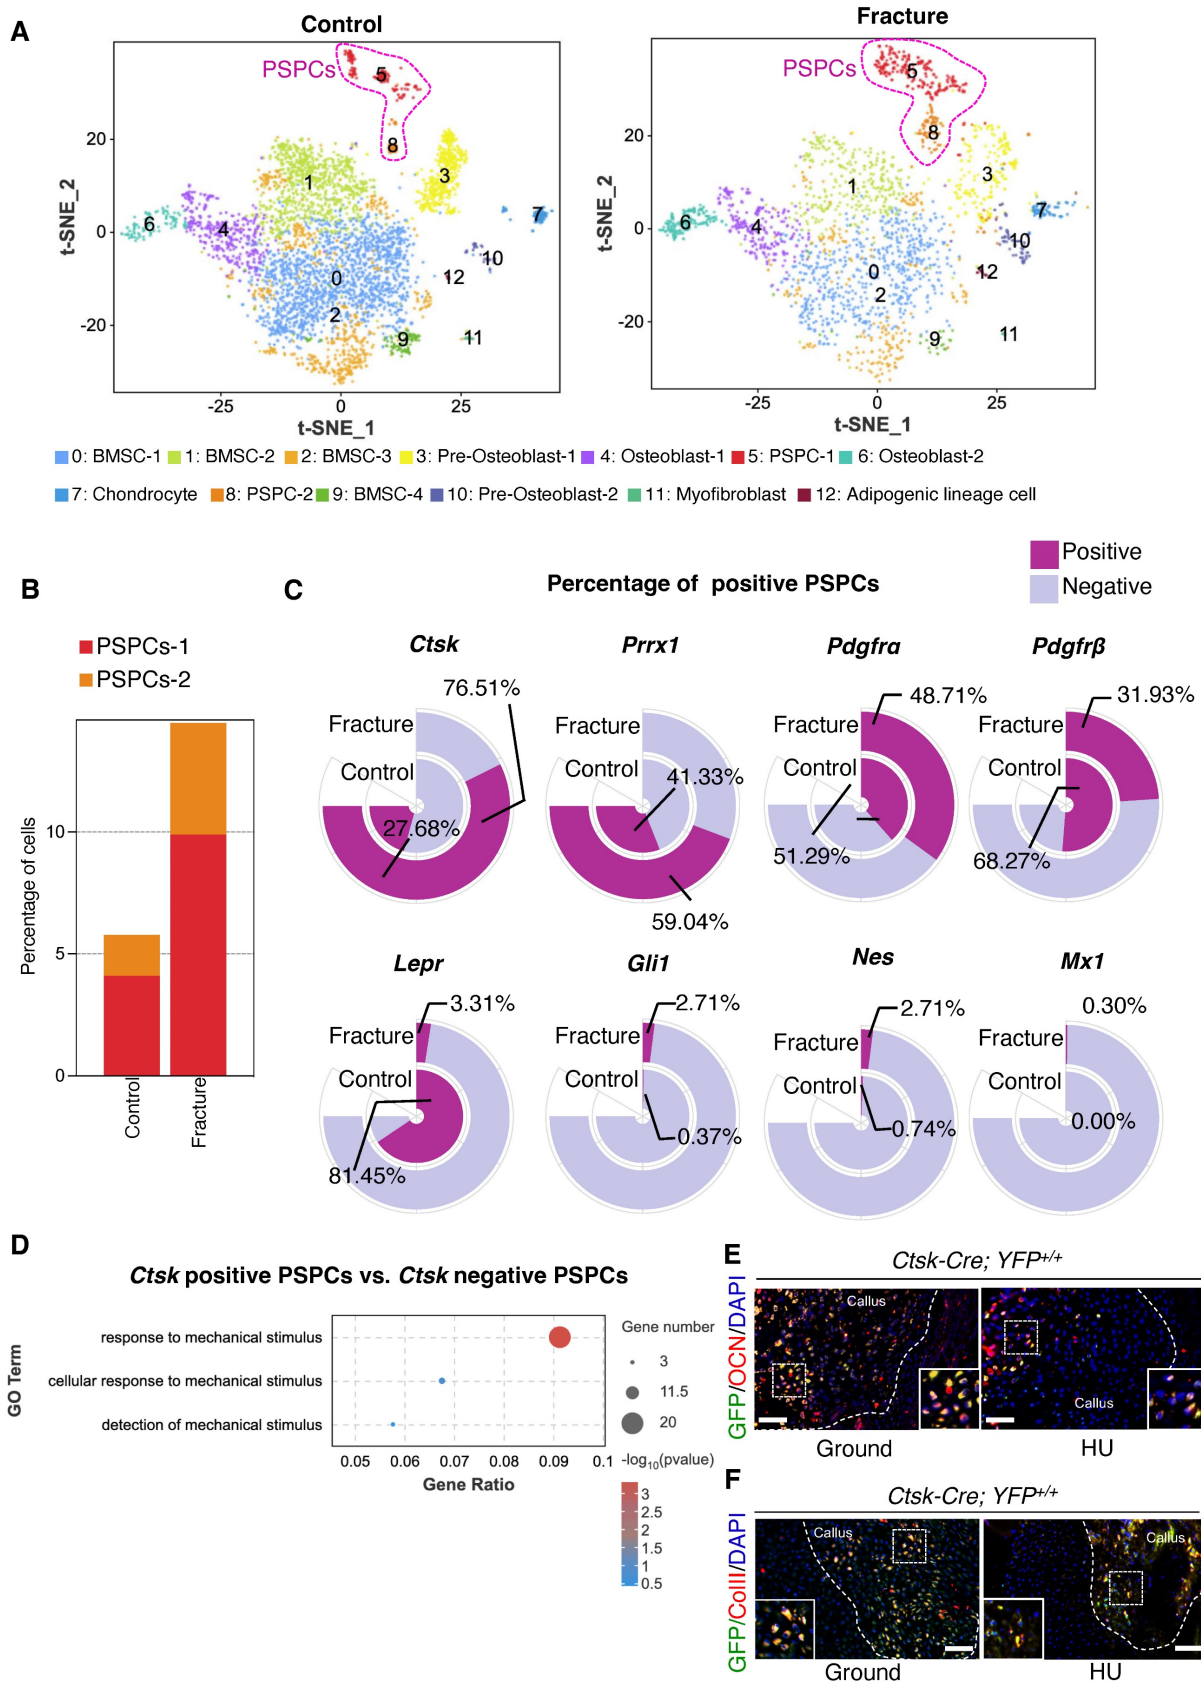 A
Control
Fracture
PSPCs
5
8
1
3
6
4
7
0
10
12
2
9
11
t-SNE_2
20
0
-20
-25
0
25
t-SNE_1
PSPCs
5
8
1
3
6
4
7
10
0
12
2
9
11
t-SNE_2
20
0
-20
-25
0
25
t-SNE_1
0: BMSC-1 1: BMSC-2 2: BMSC-3 3: Pre-Osteoblast-1 4: Osteoblast-1 5: PSPC-1 6: Osteoblast-2
7: Chondrocyte 8: PSPC-2 9: BMSC-4 10: Pre-Osteoblast-2 11: Myofibroblast 12: Adipogenic lineage cell
B
PSPCs-1
PSPCs-2
Percentage of cells
10
5
0
Control
Fracture
C
Percentage of positive PSPCs
Positive
Negative
Ctsk
76.51%
Fracture
Control
27.68%
Prrx1
Fracture
Control
41.33%
59.04%
Pdgfra
48.71%
Fracture
Control
51.29%
Pdgfrβ
31.93%
Fracture
Control
68.27%
Lepr
3.31%
Fracture
Control
81.45%
Gli1
2.71%
Fracture
Control
0.37%
Nes
2.71%
Fracture
Control
0.74%
Mx1
0.30%
Fracture
Control
0.00%
D
Ctsk positive PSPCs vs. Ctsk negative PSPCs
GO Term
response to mechanical stimulus
cellular response to mechanical stimulus
detection of mechanical stimulus
0.05 0.06 0.07 0.08 0.09 0.1
Gene Ratio
Gene number
3
11.5
20
-log10(pvalue)
3
2.5
2
1.5
1
0.5
E
Ctsk-Cre; YFP+/+
GFP/OCN/DAPI
Callus
Callus
Ground
HU
F
Ctsk-Cre; YFP+/+
GFP/ColII/DAPI
Callus
Callus
Ground
HU